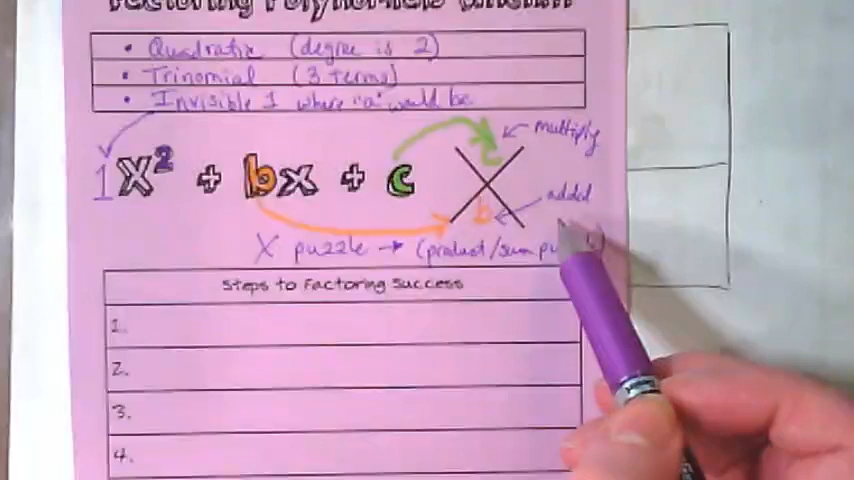 Factoring Polynomials
• Quadratic (degree is 2)
• Trinomial (3 terms)
• Invisible 1 where "a" would be
1x² + bx + c
c
multiply
b
added
X puzzle → (product/sum pu
Steps to Factoring Success
1.
2.
3.
4.